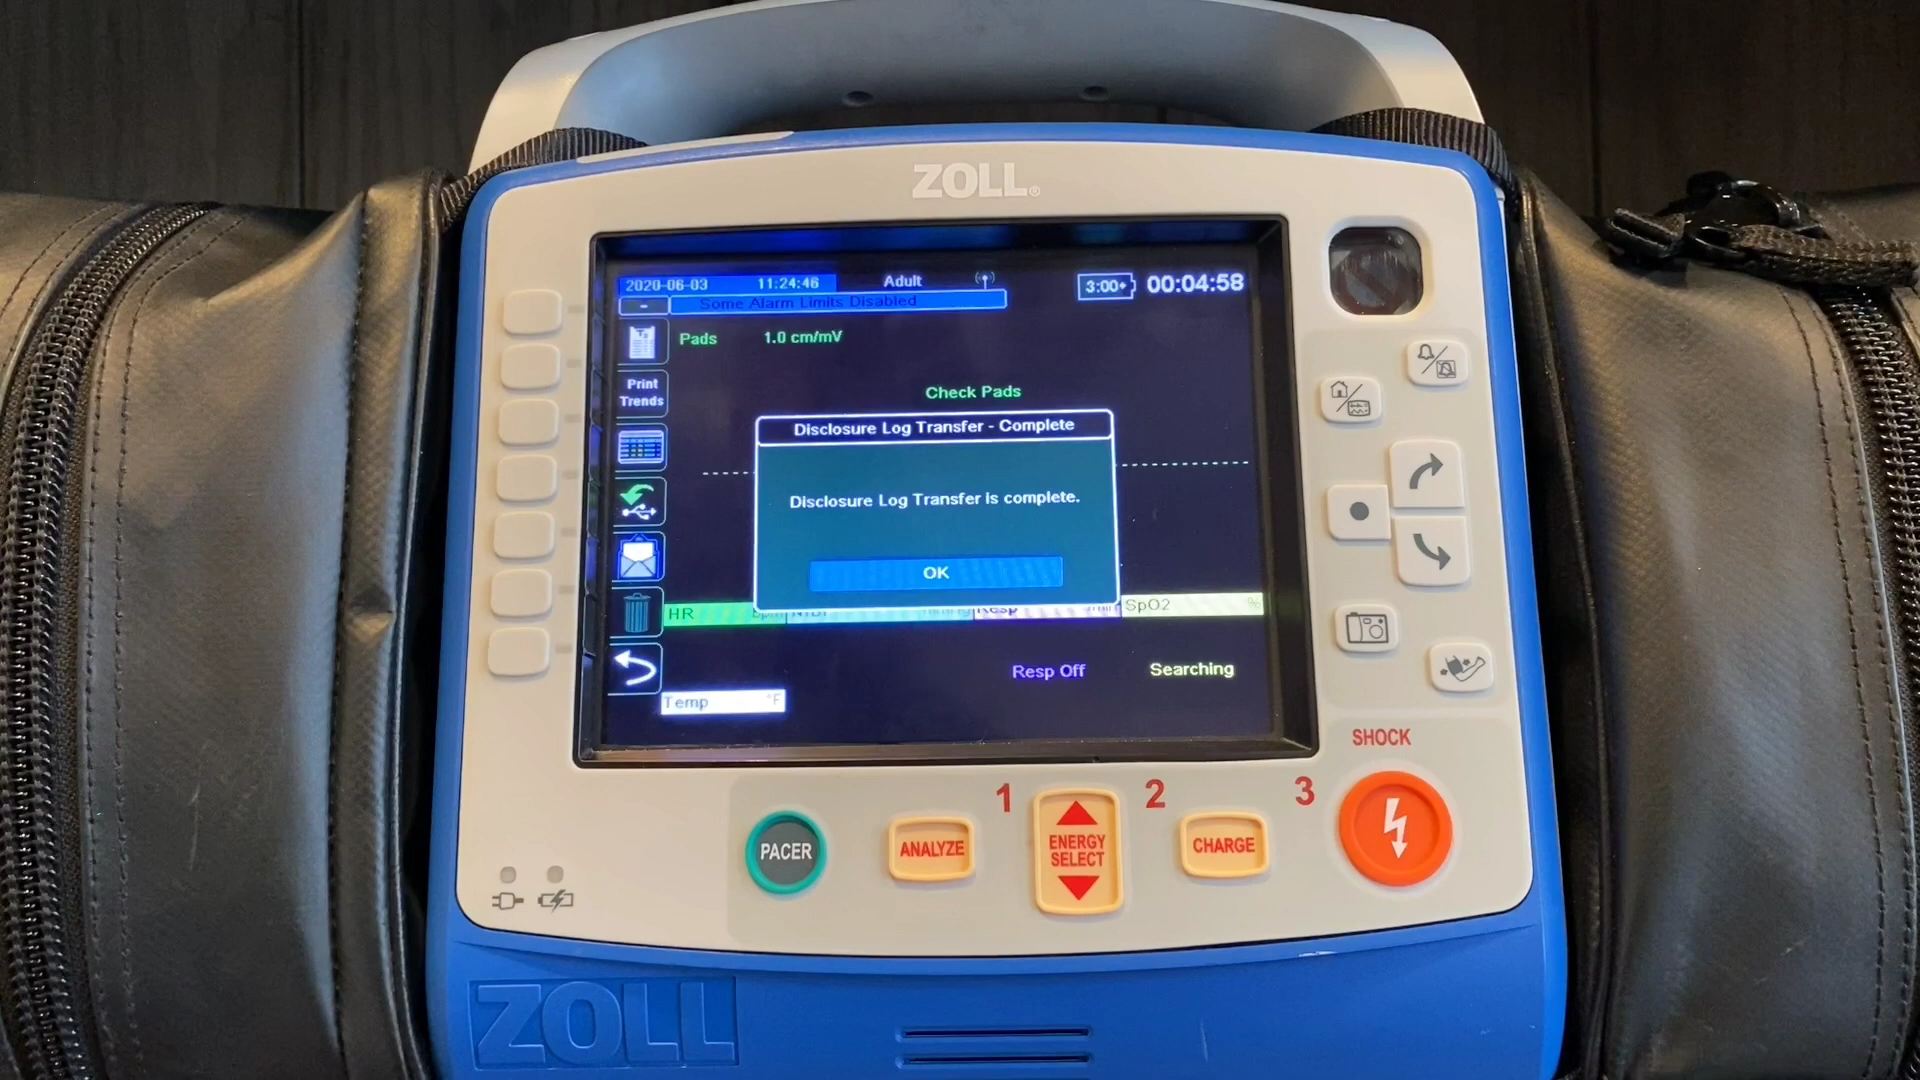 ZOLL®
2020-06-03 11:24:46 Adult 3:00+ 00:04:58
- Some Alarm Limits Disabled
Pads 1.0 cm/mV
Print
Trends
Check Pads
Disclosure Log Transfer - Complete
Disclosure Log Transfer is complete.
OK
HR Resp SpO2 %
Resp Off Searching
Temp °F
SHOCK
1 2 3
PACER ANALYZE ENERGY
SELECT CHARGE
ZOLL